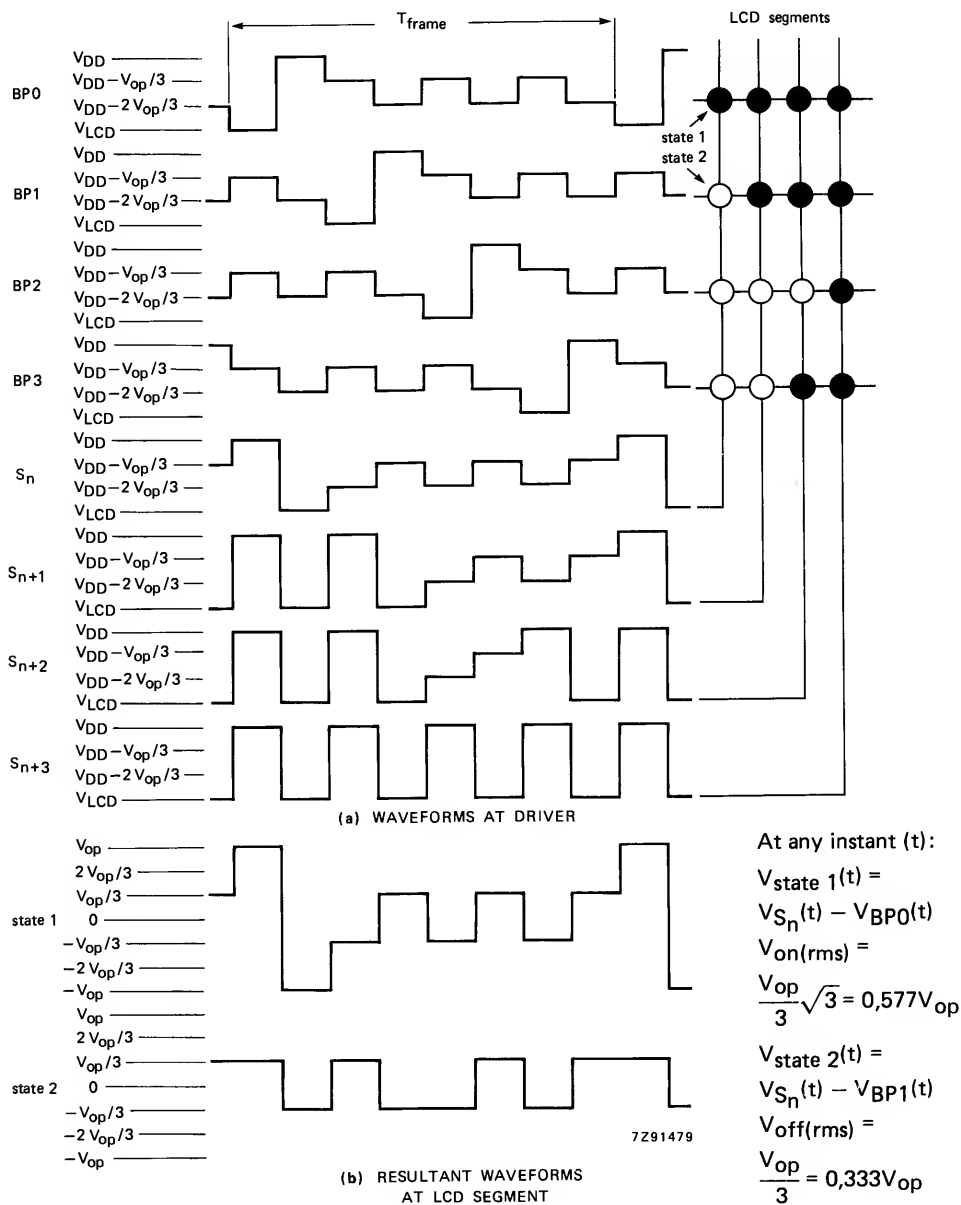 T_frame
LCD segments
BP0
V_DD
V_DD − V_op/3
V_DD − 2 V_op/3
V_LCD
state 1
state 2
BP1
V_DD
V_DD − V_op/3
V_DD − 2 V_op/3
V_LCD
BP2
V_DD
V_DD − V_op/3
V_DD − 2 V_op/3
V_LCD
BP3
V_DD
V_DD − V_op/3
V_DD − 2 V_op/3
V_LCD
S_n
V_DD
V_DD − V_op/3
V_DD − 2 V_op/3
V_LCD
S_n+1
V_DD
V_DD − V_op/3
V_DD − 2 V_op/3
V_LCD
S_n+2
V_DD
V_DD − V_op/3
V_DD − 2 V_op/3
V_LCD
S_n+3
V_DD
V_DD − V_op/3
V_DD − 2 V_op/3
V_LCD
(a) WAVEFORMS AT DRIVER
state 1
V_op
2 V_op/3
V_op/3
0
−V_op/3
−2 V_op/3
−V_op
state 2
V_op
2 V_op/3
V_op/3
0
−V_op/3
−2 V_op/3
−V_op
7Z91479
(b) RESULTANT WAVEFORMS
AT LCD SEGMENT
At any instant (t):
V_state 1(t) =
V_Sn(t) − V_BP0(t)
V_on(rms) =
V_op/3 √3 = 0,577V_op
V_state 2(t) =
V_Sn(t) − V_BP1(t)
V_off(rms) =
V_op/3 = 0,333V_op